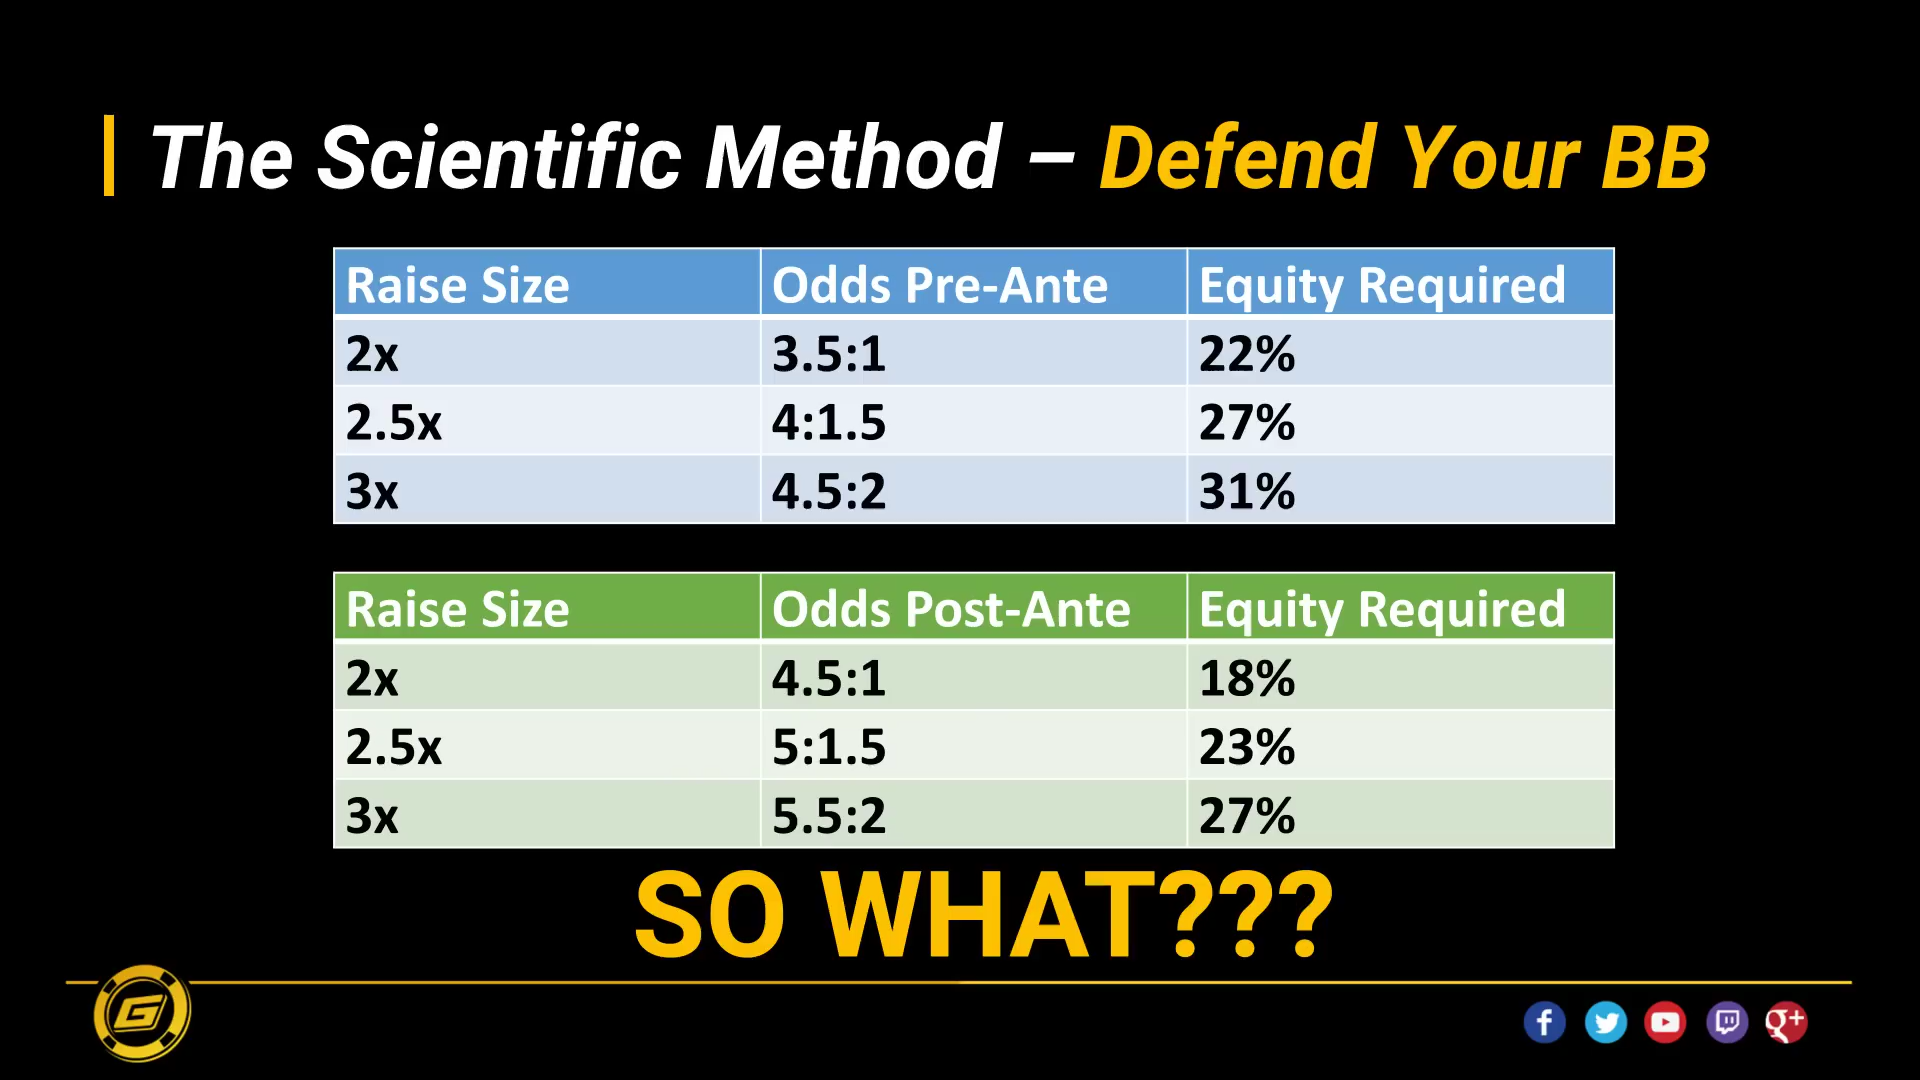 The Scientific Method – Defend Your BB
Raise Size Odds Pre-Ante Equity Required
2x 3.5:1 22%
2.5x 4:1.5 27%
3x 4.5:2 31%
Raise Size Odds Post-Ante Equity Required
2x 4.5:1 18%
2.5x 5:1.5 23%
3x 5.5:2 27%
SO WHAT???
G
f g+